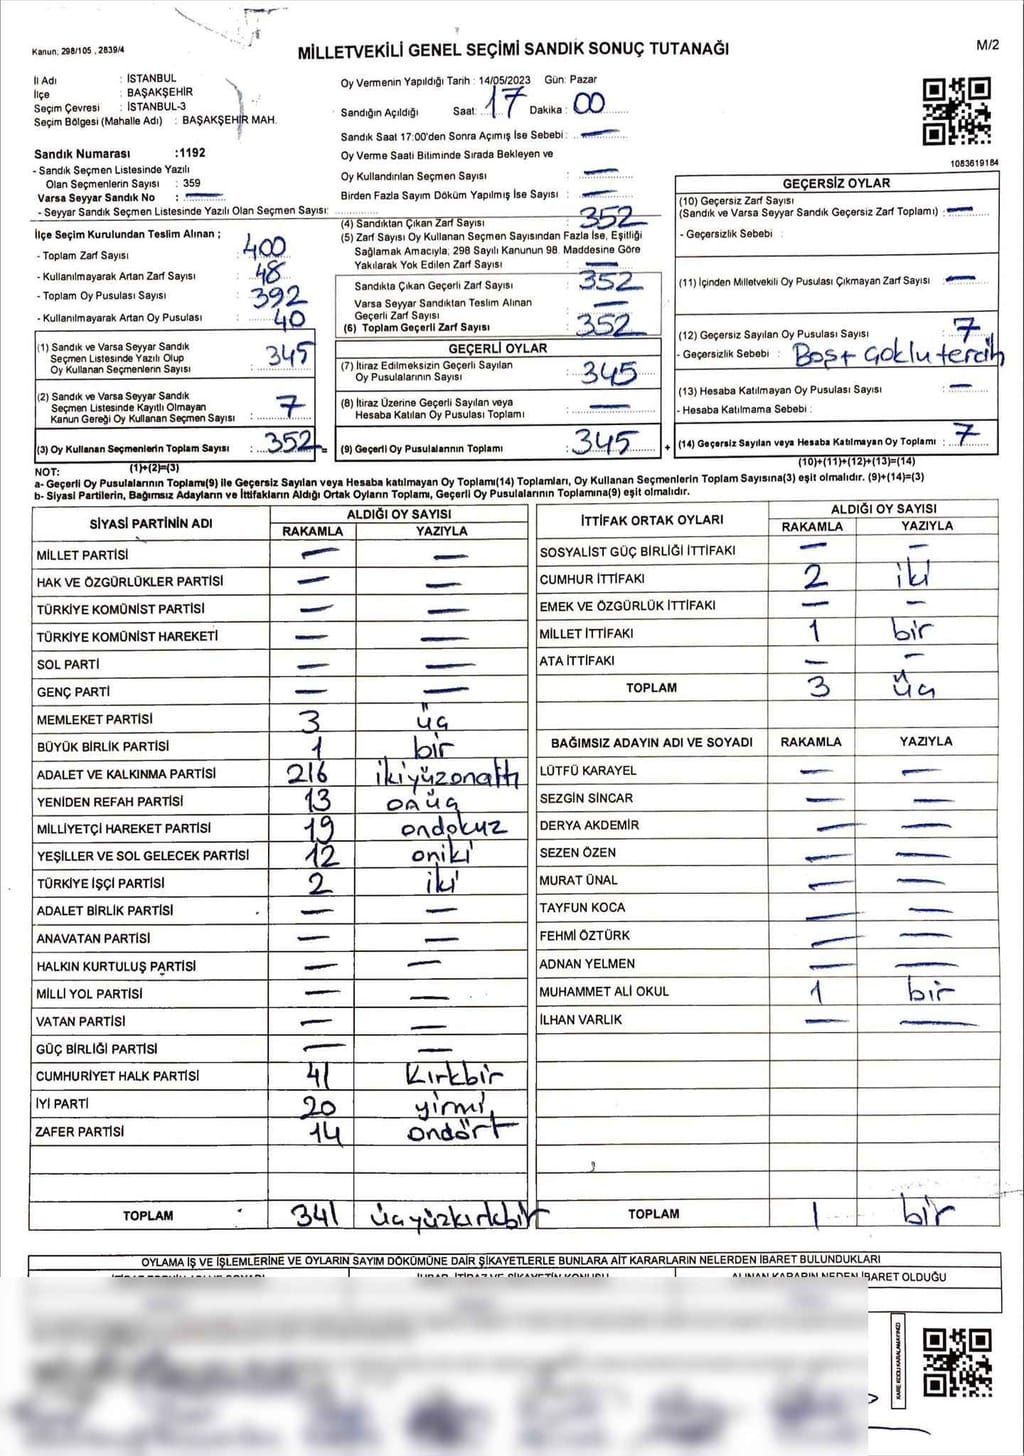 Kanun; 298/105 , 2839/4
MİLLETVEKİLİ GENEL SEÇİMİ SANDIK SONUÇ TUTANAĞI
M/2
İl Adı : İSTANBUL
İlçe : BAŞAKŞEHİR
Seçim Çevresi : İSTANBUL-3
Seçim Bölgesi (Mahalle Adı) : BAŞAKŞEHİR MAH.
Oy Vermenin Yapıldığı Tarih : 14/05/2023 Gün: Pazar
Sandığın Açıldığı Saat: 17 Dakika : 00
Sandık Saat 17:00'den Sonra Açımış İse Sebebi : —
Sandık Numarası :1192
- Sandık Seçmen Listesinde Yazılı
Olan Seçmenlerin Sayısı : 359
Varsa Seyyar Sandık No : —
- Seyyar Sandık Seçmen Listesinde Yazılı Olan Seçmen Sayısı:
Oy Verme Saati Bitiminde Sırada Bekleyen ve
Oy Kullandırılan Seçmen Sayısı : —
Birden Fazla Sayım Döküm Yapılmış İse Sayısı : —
1083619184
İlçe Seçim Kurulundan Teslim Alınan ;
- Toplam Zarf Sayısı : 400
- Kullanılmayarak Artan Zarf Sayısı : 48
- Toplam Oy Pusulası Sayısı : 392
- Kullanılmayarak Artan Oy Pusulası : 40
(4) Sandıktan Çıkan Zarf Sayısı : 352
(5) Zarf Sayısı Oy Kullanan Seçmen Sayısından Fazla İse, Eşitliği
Sağlamak Amacıyla, 298 Sayılı Kanunun 98. Maddesine Göre
Yakılarak Yok Edilen Zarf Sayısı : —
Sandıkta Çıkan Geçerli Zarf Sayısı : 352
Varsa Seyyar Sandıktan Teslim Alınan
Geçerli Zarf Sayısı : —
(6) Toplam Geçerli Zarf Sayısı : 352
GEÇERSİZ OYLAR
(10) Geçersiz Zarf Sayısı
(Sandık ve Varsa Seyyar Sandık Geçersiz Zarf Toplamı) : —
- Geçersizlik Sebebi :
(11) İçinden Milletvekili Oy Pusulası Çıkmayan Zarf Sayısı : —
(12) Geçersiz Sayılan Oy Pusulası Sayısı : 7
- Geçersizlik Sebebi : Boş+ Çoklu tercih
(13) Hesaba Katılmayan Oy Pusulası Sayısı : —
- Hesaba Katılmama Sebebi :
(1) Sandık ve Varsa Seyyar Sandık
Seçmen Listesinde Yazılı Olup
Oy Kullanan Seçmenlerin Sayısı : 345
(2) Sandık ve Varsa Seyyar Sandık
Seçmen Listesinde Kayıtlı Olmayan
Kanun Gereği Oy Kullanan Seçmen Sayısı : 7
(3) Oy Kullanan Seçmenlerin Toplam Sayısı : 352 =
GEÇERLİ OYLAR
(7) İtiraz Edilmeksizin Geçerli Sayılan
Oy Pusulalarının Sayısı : 345
(8) İtiraz Üzerine Geçerli Sayılan veya
Hesaba Katılan Oy Pusulası Toplamı : —
(9) Geçerli Oy Pusulalarının Toplamı : 345 +
(14) Geçersiz Sayılan veya Hesaba Katılmayan Oy Toplamı : 7
NOT: (1)+(2)=(3)
(10)+(11)+(12)+(13)=(14)
a- Geçerli Oy Pusulalarının Toplamı(9) ile Geçersiz Sayılan veya Hesaba katılmayan Oy Toplamı(14) Toplamları, Oy Kullanan Seçmenlerin Toplam Sayısına(3) eşit olmalıdır. (9)+(14)=(3)
b- Siyasi Partilerin, Bağımsız Adayların ve İttifakların Aldığı Ortak Oyların Toplamı, Geçerli Oy Pusulalarının Toplamına(9) eşit olmalıdır.
SİYASİ PARTİNİN ADI
ALDIĞI OY SAYISI
RAKAMLA YAZIYLA
MİLLET PARTİSİ — —
HAK VE ÖZGÜRLÜKLER PARTİSİ — —
TÜRKİYE KOMÜNİST PARTİSİ — —
TÜRKİYE KOMÜNİST HAREKETİ — —
SOL PARTİ — —
GENÇ PARTİ — —
MEMLEKET PARTİSİ 3 üç
BÜYÜK BİRLİK PARTİSİ 1 bir
ADALET VE KALKINMA PARTİSİ 216 ikiyüzonaltı
YENİDEN REFAH PARTİSİ 13 onüç
MİLLİYETÇİ HAREKET PARTİSİ 19 ondokuz
YEŞİLLER VE SOL GELECEK PARTİSİ 12 oniki
TÜRKİYE İŞÇİ PARTİSİ 2 iki
ADALET BİRLİK PARTİSİ — —
ANAVATAN PARTİSİ — —
HALKIN KURTULUŞ PARTİSİ — —
MİLLİ YOL PARTİSİ — —
VATAN PARTİSİ — —
GÜÇ BİRLİĞİ PARTİSİ — —
CUMHURİYET HALK PARTİSİ 41 Kırkbir
İYİ PARTİ 20 yirmi
ZAFER PARTİSİ 14 ondört
TOPLAM 341 üçyüzkırkbir
İTTİFAK ORTAK OYLARI
ALDIĞI OY SAYISI
RAKAMLA YAZIYLA
SOSYALİST GÜÇ BİRLİĞİ İTTİFAKI — —
CUMHUR İTTİFAKI 2 iki
EMEK VE ÖZGÜRLÜK İTTİFAKI — —
MİLLET İTTİFAKI 1 bir
ATA İTTİFAKI — —
TOPLAM 3 üç
BAĞIMSIZ ADAYIN ADI VE SOYADI RAKAMLA YAZIYLA
LÜTFÜ KARAYEL — —
SEZGİN SİNCAR — —
DERYA AKDEMİR — —
SEZEN ÖZEN — —
MURAT ÜNAL — —
TAYFUN KOCA — —
FEHMİ ÖZTÜRK — —
ADNAN YELMEN — —
MUHAMMET ALİ OKUL 1 bir
İLHAN VARLIK — —
TOPLAM 1 bir
OYLAMA İŞ VE İŞLEMLERİNE VE OYLARIN SAYIM DÖKÜMÜNE DAİR ŞİKAYETLERLE BUNLARA AİT KARARLARIN NELERDEN İBARET BULUNDUKLARI
ALINAN KARARIN NEDEN İBARET OLDUĞU
KARE KODU KARALAMAYINIZ!